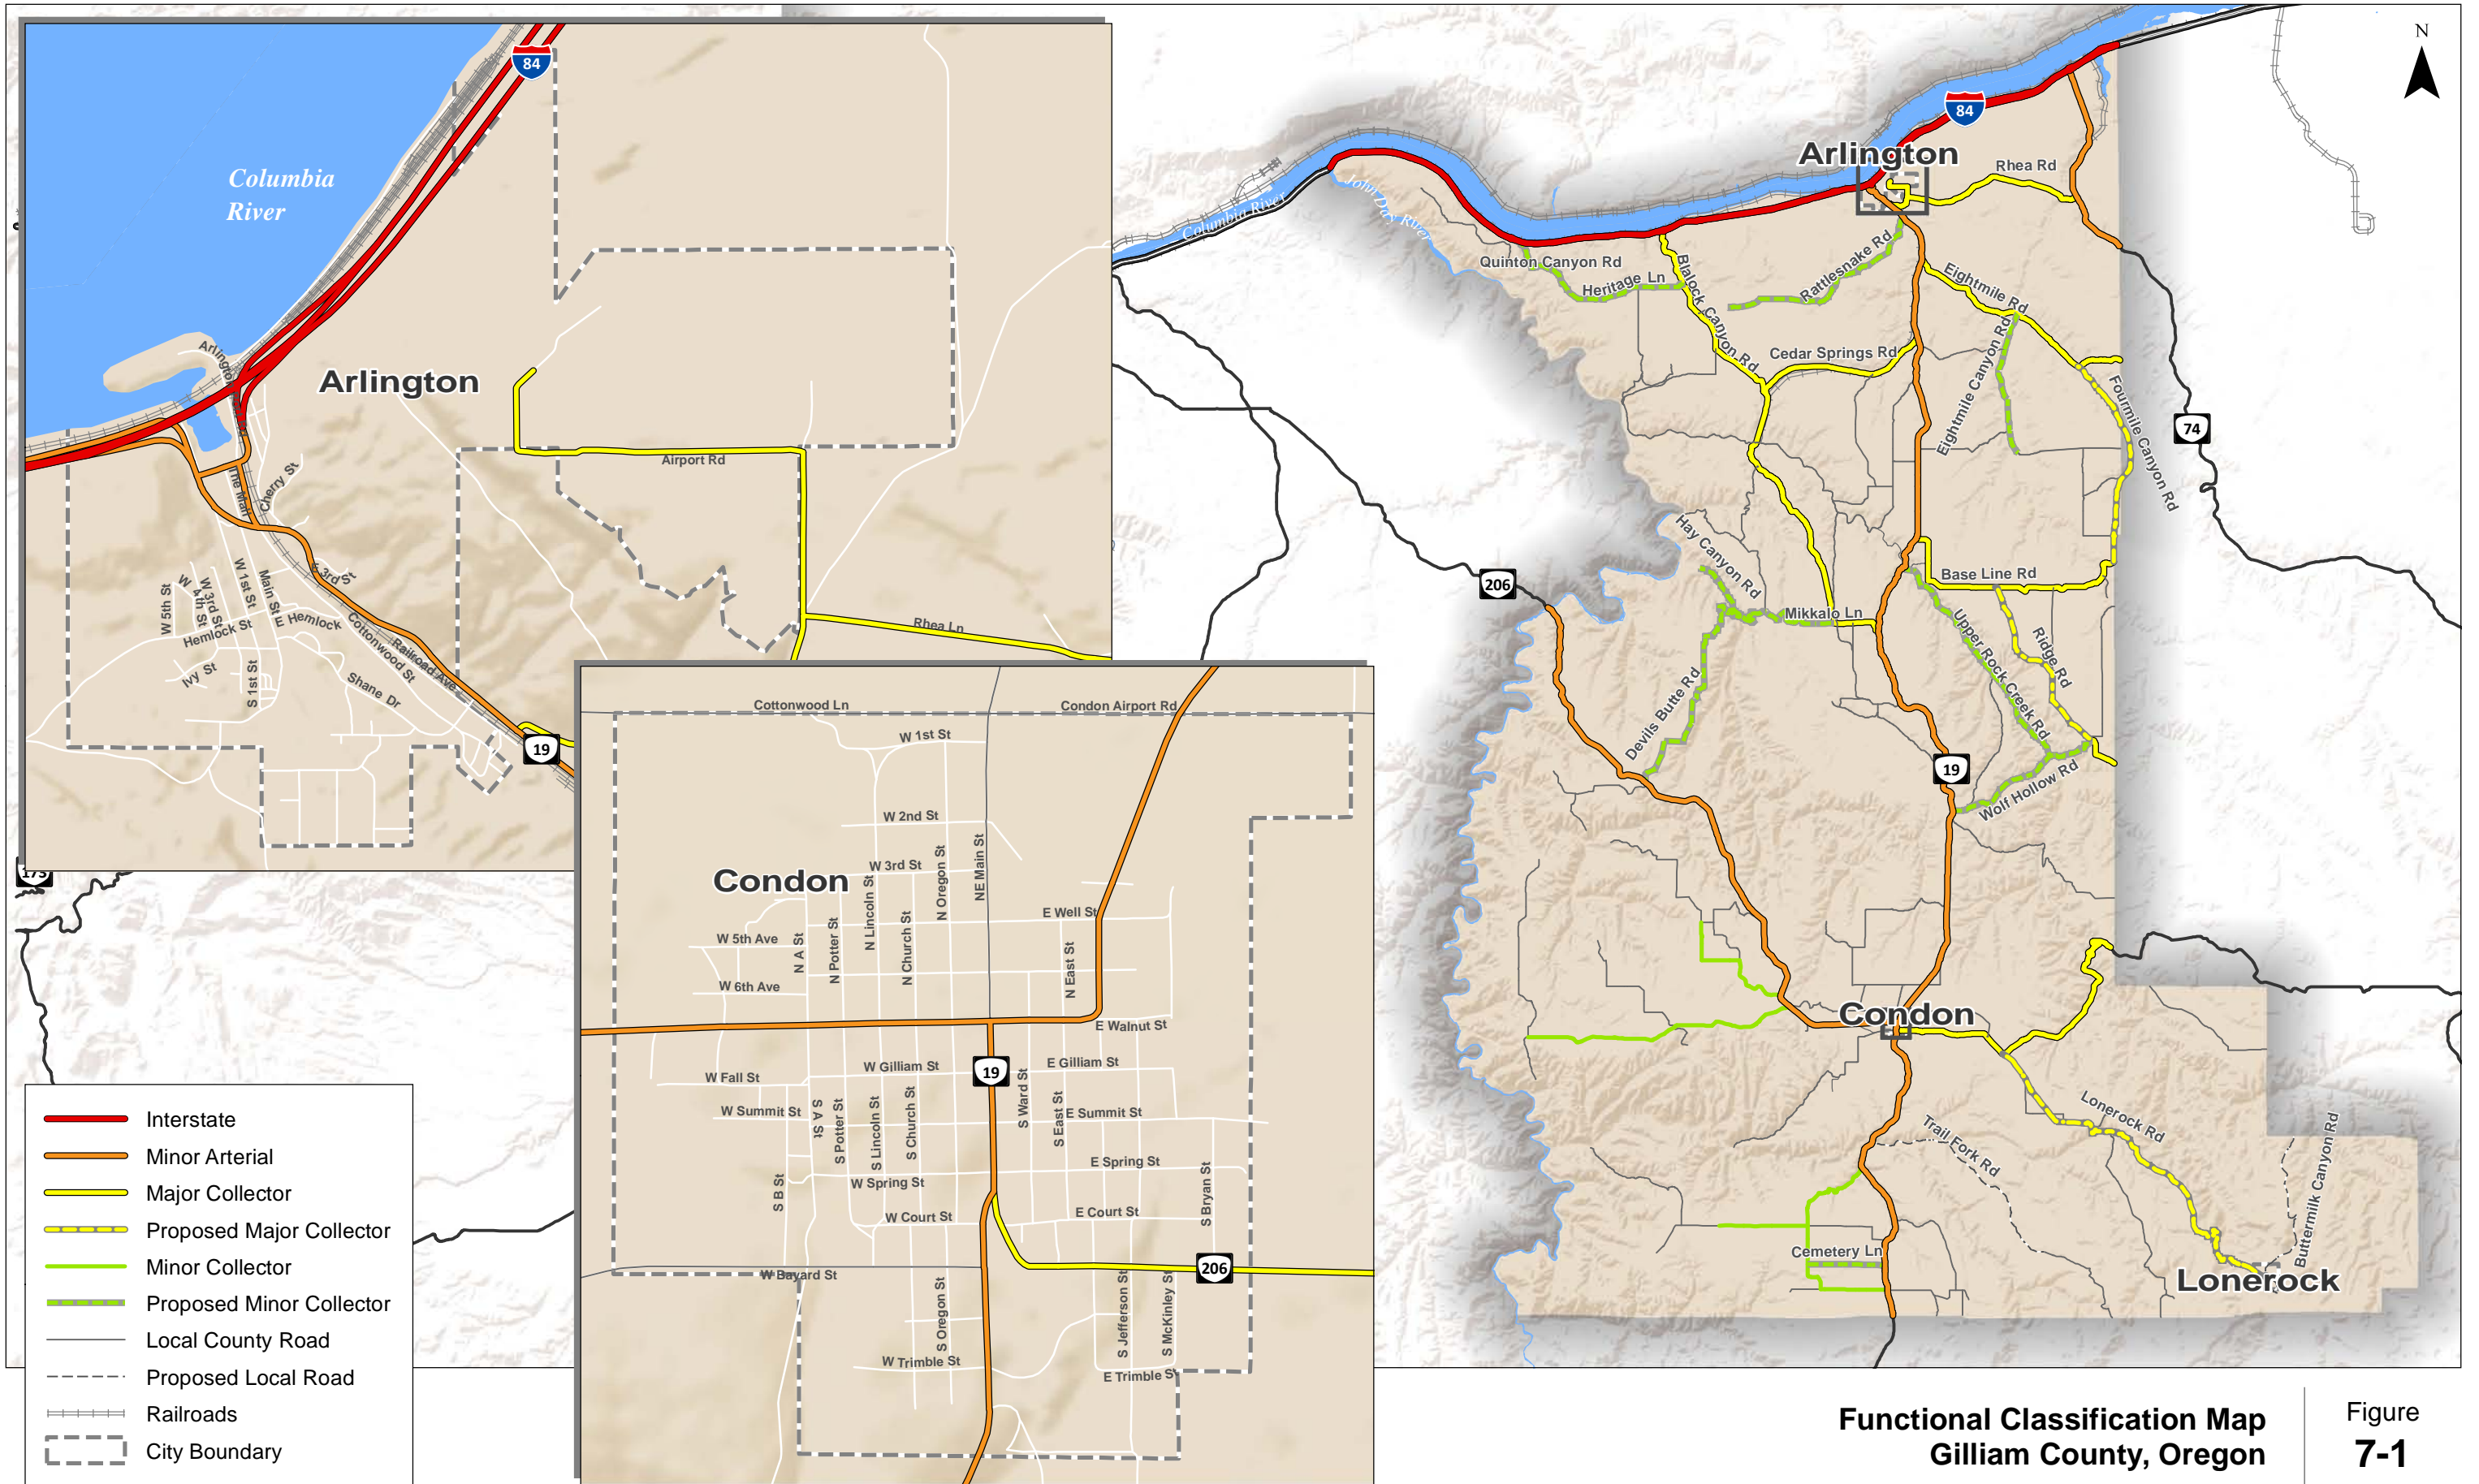 84
Columbia
River
Arlington
Arlington
The Mall
Cherry St
Airport Rd
Rhea Ln
E 3rd St
W 5th St
W 4th St
W 3rd St
W 1st St
Main St
E Hemlock
Hemlock St
Cottonwood St
Railroad Ave
Ivy St
S 1st St
Shane Dr
19
173
Cottonwood Ln
Condon Airport Rd
W 1st St
W 2nd St
W 3rd St
Condon
N Lincoln St
N Oregon St
NE Main St
E Well St
W 5th Ave
N A St
N Potter St
N Church St
N East St
W 6th Ave
E Walnut St
W Fall St
W Gilliam St
19
E Gilliam St
W Summit St
S A St
S Potter St
S Lincoln St
S Church St
S Ward St
S East St
E Summit St
E Spring St
S B St
W Spring St
S Bryan St
W Court St
E Court St
206
W Bayard St
S Oregon St
S Jefferson St
S McKinley St
W Trimble St
E Trimble St
N
84
Arlington
Rhea Rd
Columbia River
John Day River
Quinton Canyon Rd
Heritage Ln
Blalock Canyon Rd
Rattlesnake Rd
Eightmile Rd
Cedar Springs Rd
Eightmile Canyon Rd
Fourmile Canyon Rd
74
Hay Canyon Rd
206
Base Line Rd
Mikkalo Ln
Upper Rock Creek Rd
Ridge Rd
Devils Butte Rd
19
Wolf Hollow Rd
Condon
Lonerock Rd
Trail Fork Rd
Buttermilk Canyon Rd
Cemetery Ln
Lonerock
Interstate
Minor Arterial
Major Collector
Proposed Major Collector
Minor Collector
Proposed Minor Collector
Local County Road
Proposed Local Road
Railroads
City Boundary
Functional Classification Map
Gilliam County, Oregon
Figure
7-1